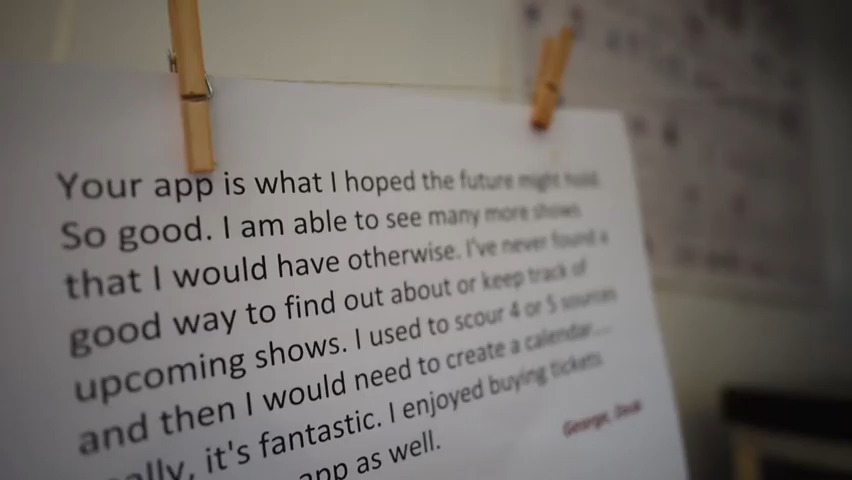 Your app is what I hoped the future might hold.
So good. I am able to see many more shows
that I would have otherwise. I've never found a
good way to find out about or keep track of
upcoming shows. I used to scour 4 or 5 sources
and then I would need to create a calendar....
it's fantastic. I enjoyed buying tickets
app as well.
George,